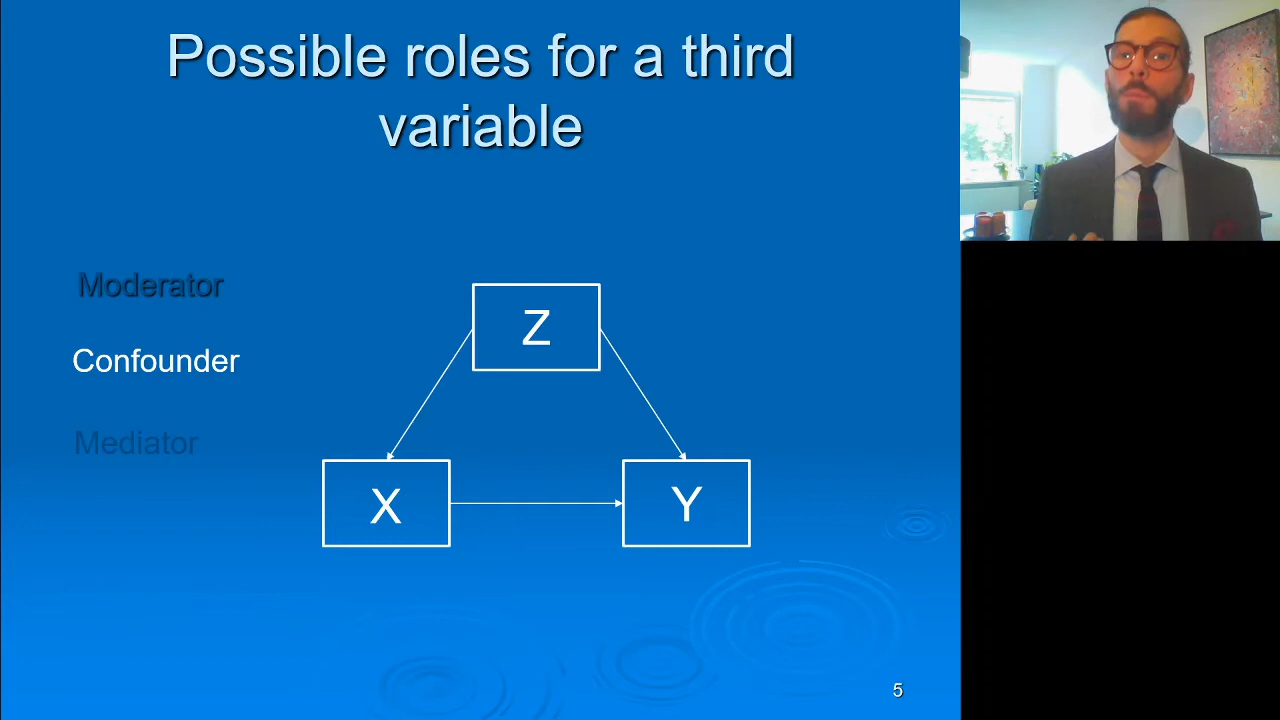 Possible roles for a third
variable
Moderator
Z
Confounder
Mediator
X
Y
5